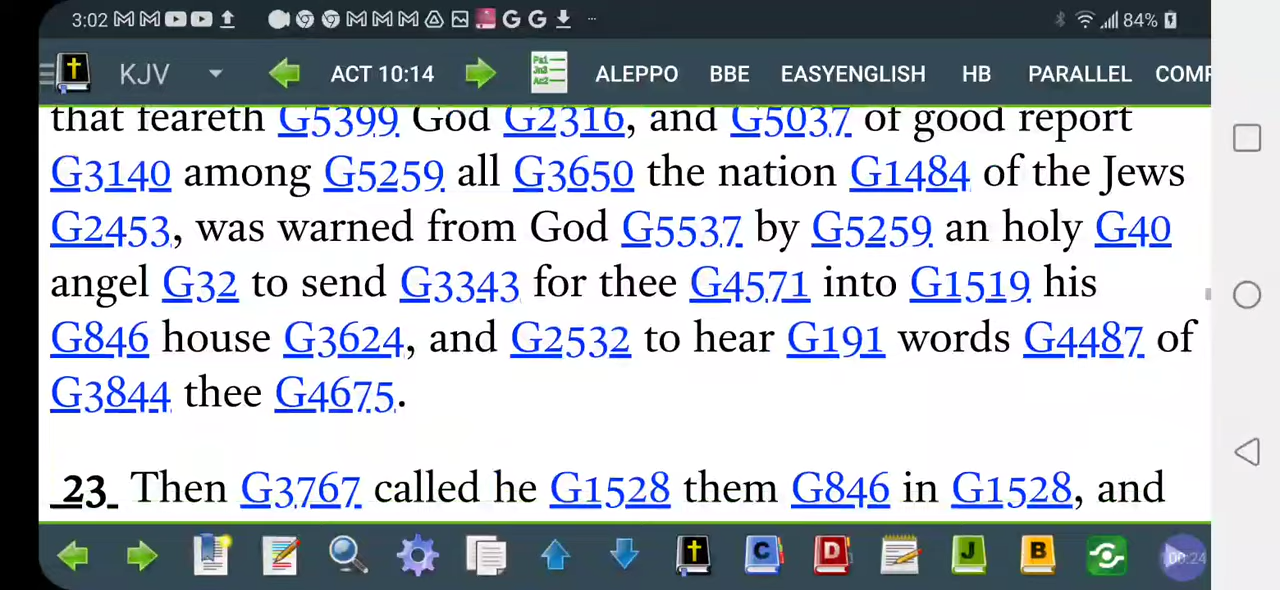 3:02 84%
KJV ACT 10:14 ALEPPO BBE EASYENGLISH HB PARALLEL COMP
that feareth G5399 God G2316, and G5037 of good report
G3140 among G5259 all G3650 the nation G1484 of the Jews
G2453, was warned from God G5537 by G5259 an holy G40
angel G32 to send G3343 for thee G4571 into G1519 his
G846 house G3624, and G2532 to hear G191 words G4487 of
G3844 thee G4675.
23 Then G3767 called he G1528 them G846 in G1528, and
C D J B 00:24